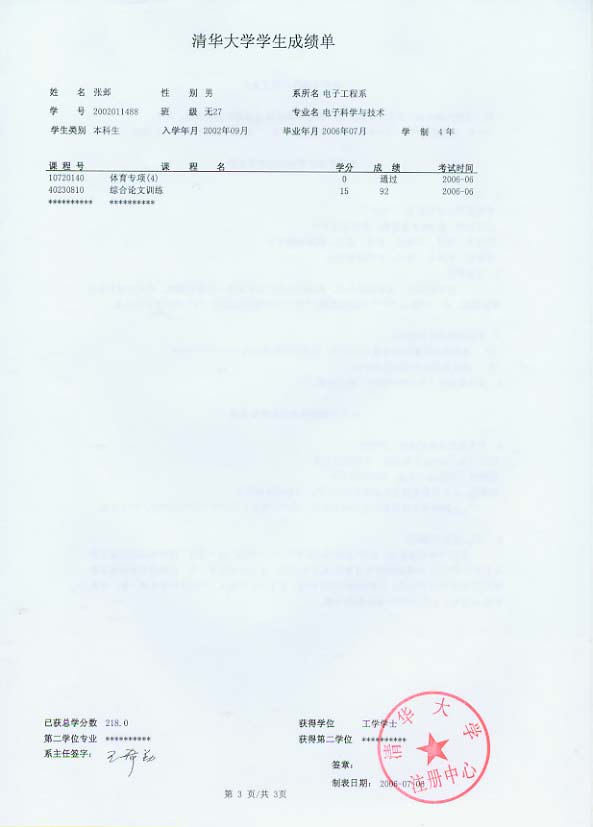 清华大学学生成绩单
姓 名 张邺 性 别 男 系所名 电子工程系
学 号 2002011488 班 级 无27 专业名 电子科学与技术
学生类别 本科生 入学年月 2002年09月 毕业年月 2006年07月 学 制 4 年
课 程 号 课 程 名 学分 成 绩 考试时间
10720140 体育专项(4) 0 通过 2006-06
40230810 综合论文训练 15 92 2006-06
********** **********
已获总学分数 218.0 获得学位 工学学士
第二学位专业 ********** 获得第二学位 **********
系主任签字:
签章:
制表日期: 2006-07-03
清华大学
注册中心
第 3 页/共 3页